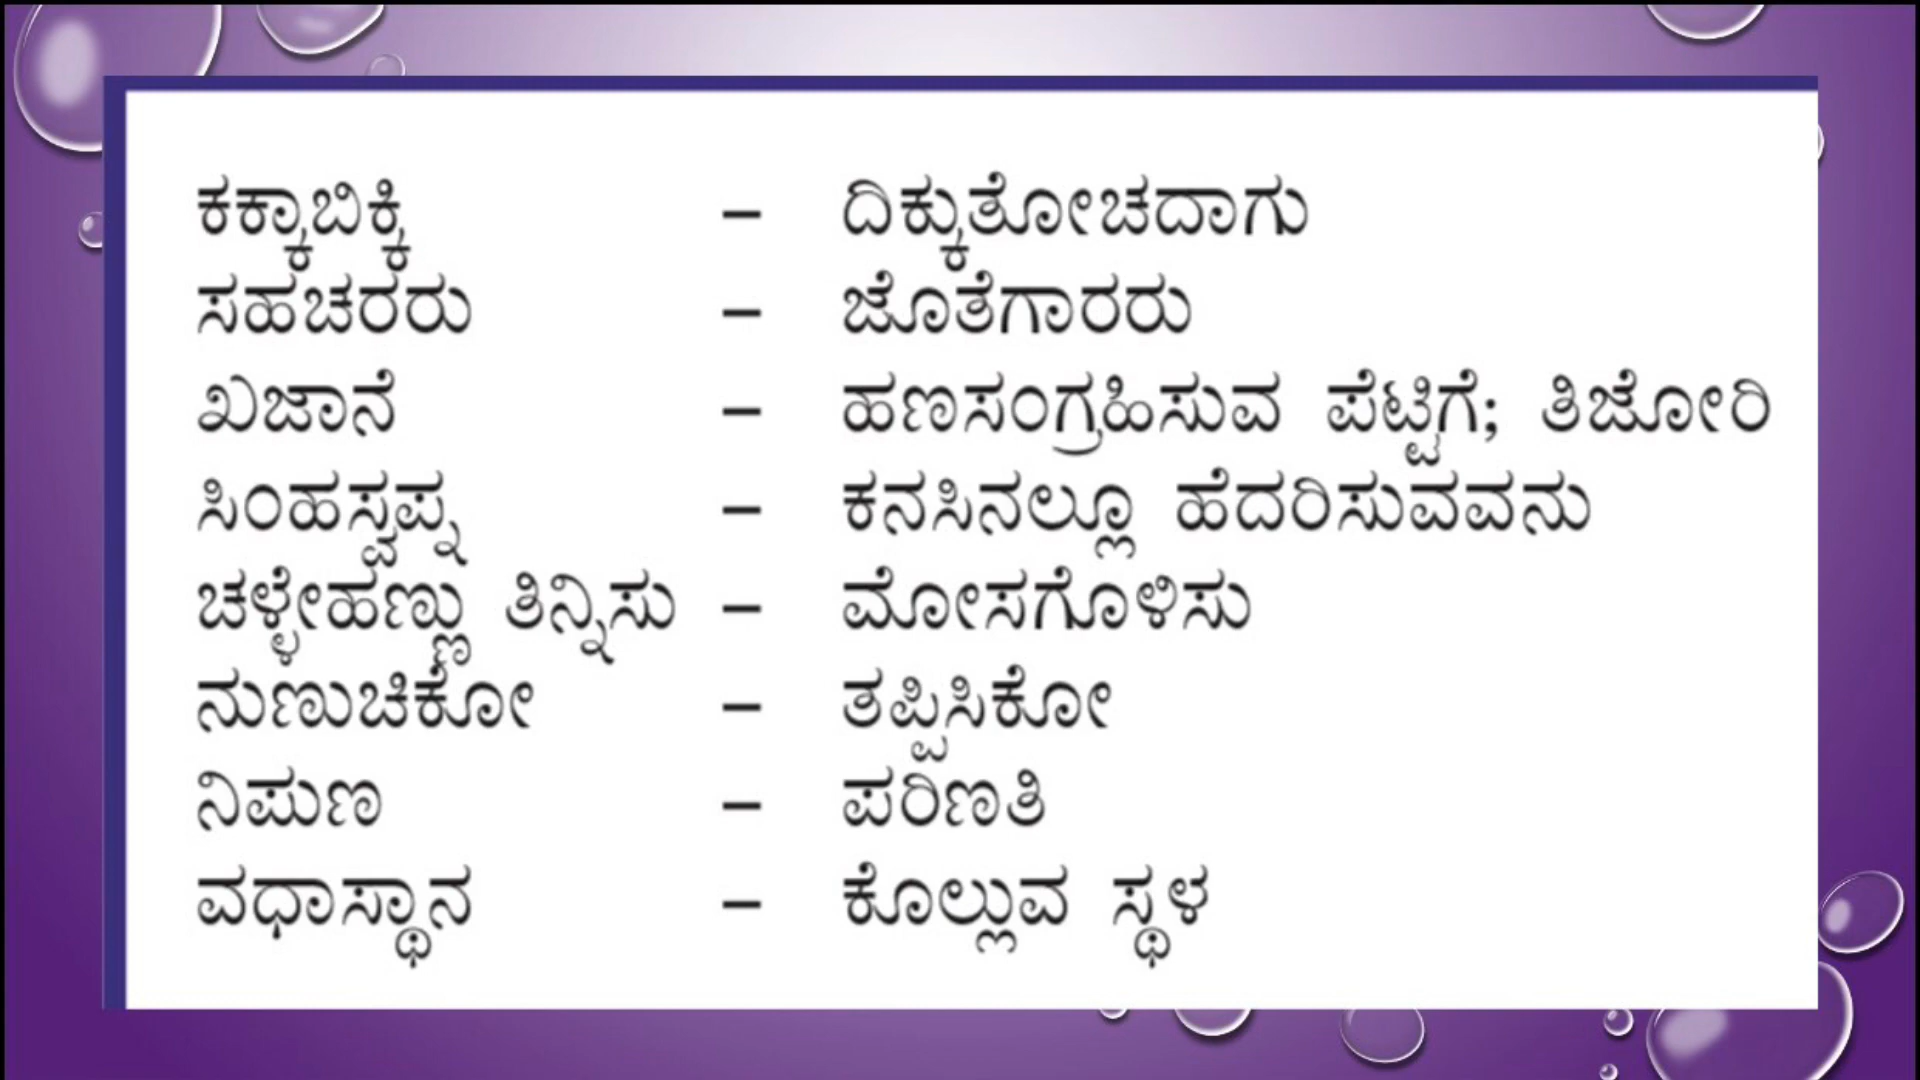 ಕಕ್ಕಾಬಿಕ್ಕಿ – ದಿಕ್ಕುತೋಚದಾಗು
ಸಹಚರರು – ಜೊತೆಗಾರರು
ಖಜಾನೆ – ಹಣಸಂಗ್ರಹಿಸುವ ಪೆಟ್ಟಿಗೆ; ತಿಜೋರಿ
ಸಿಂಹಸ್ವಪ್ನ – ಕನಸಿನಲ್ಲೂ ಹೆದರಿಸುವವನು
ಚಳ್ಳೇಹಣ್ಣು ತಿನ್ನಿಸು – ಮೋಸಗೊಳಿಸು
ನುಣುಚಿಕೋ – ತಪ್ಪಿಸಿಕೋ
ನಿಪುಣ – ಪರಿಣತಿ
ವಧಾಸ್ಥಾನ – ಕೊಲ್ಲುವ ಸ್ಥಳ